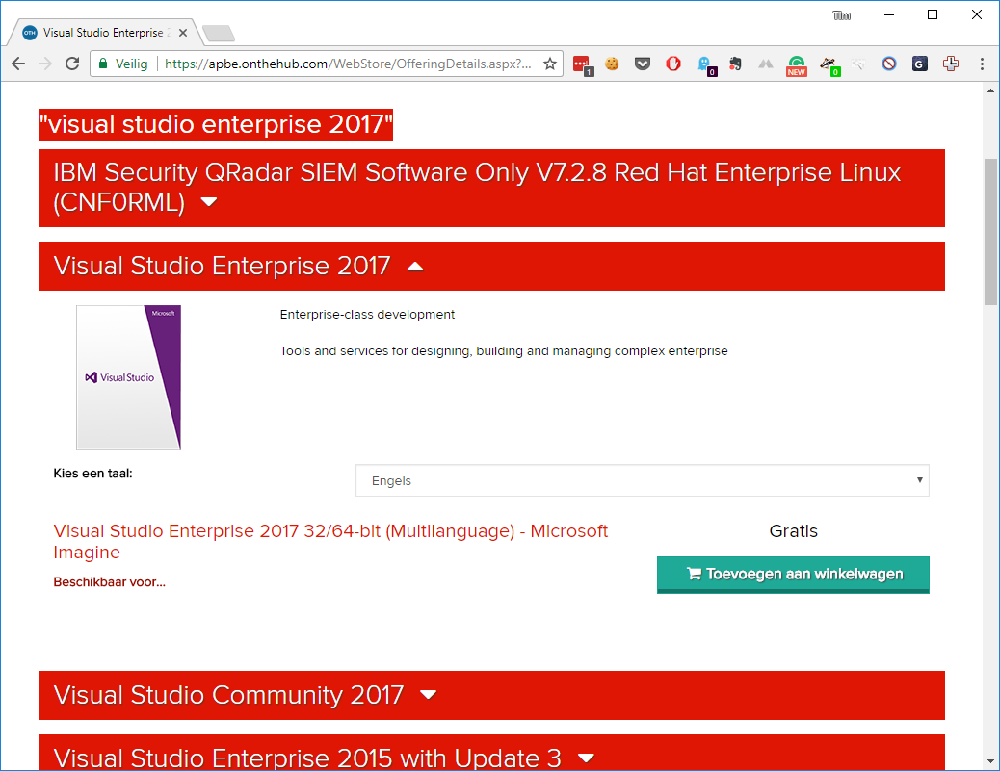 Tim
OTH Visual Studio Enterprise 2
Veilig https://apbe.onthehub.com/WebStore/OfferingDetails.aspx?... 1 0 NEW 0 G
"visual studio enterprise 2017"
IBM Security QRadar SIEM Software Only V7.2.8 Red Hat Enterprise Linux
(CNF0RML)
Visual Studio Enterprise 2017
Microsoft
Visual Studio
Enterprise-class development
Tools and services for designing, building and managing complex enterprise
Kies een taal:
Engels
Visual Studio Enterprise 2017 32/64-bit (Multilanguage) - Microsoft
Imagine
Gratis
Beschikbaar voor...
Toevoegen aan winkelwagen
Visual Studio Community 2017
Visual Studio Enterprise 2015 with Update 3